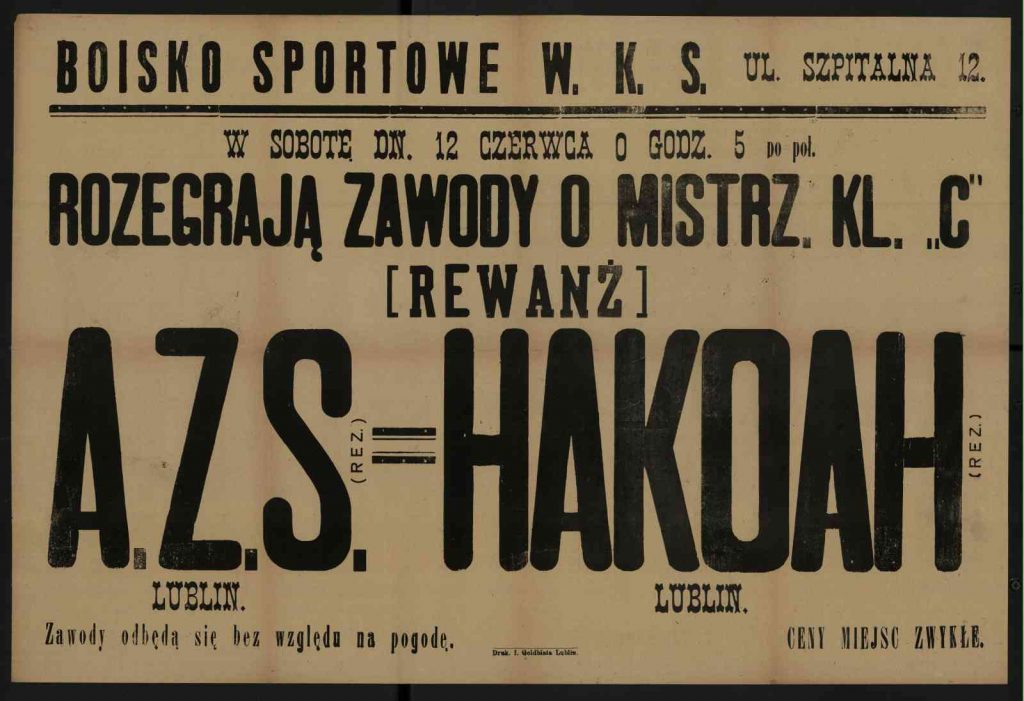 BOISKO SPORTOWE W. K. S. UL. SZPITALNA 12.
W SOBOTĘ DN. 12 CZERWCA O GODZ. 5 po poł.
ROZEGRAJĄ ZAWODY O MISTRZ. KL. „C”
[REWANŻ]
A.Z.S. (REZ.) = HAKOAH (REZ.)
LUBLIN. LUBLIN.
Zawody odbędą się bez względu na pogodę. CENY MIEJSC ZWYKŁE.
Druk. I. Goldblata Lublin.